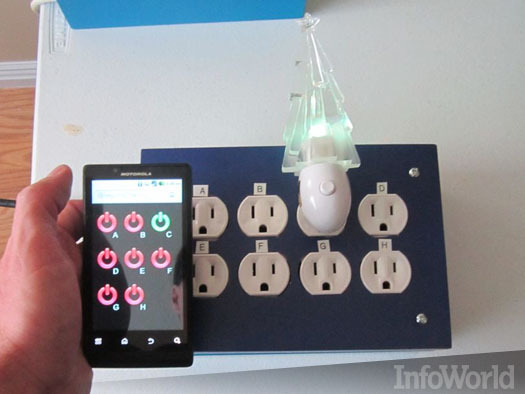 MOTOROLA
A B C
D E F
G H
A B D
E F G H
InfoWorld